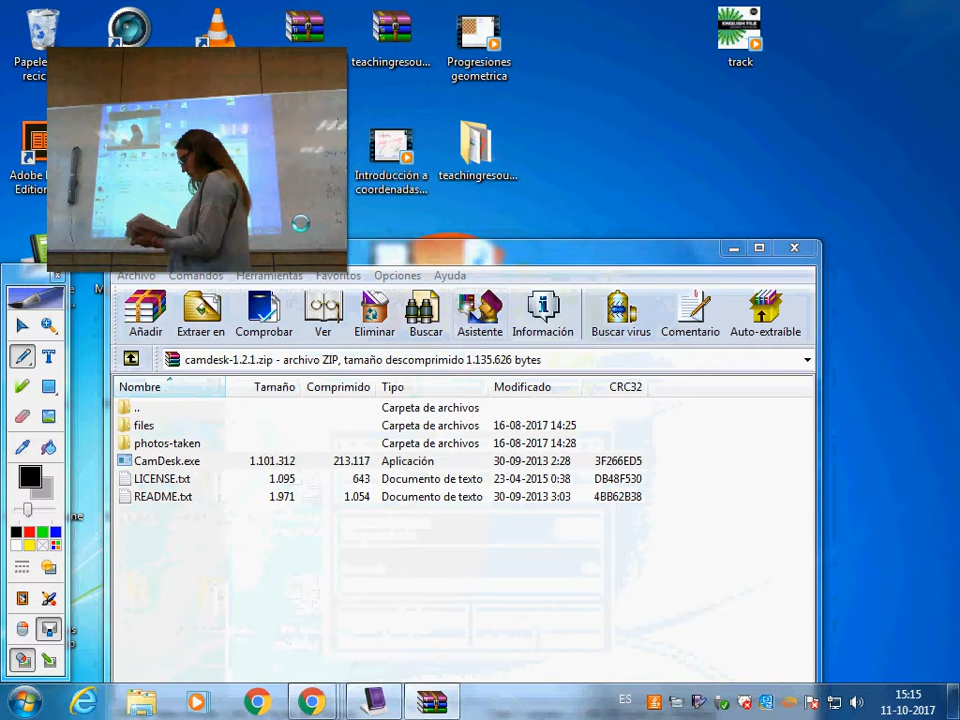 Papele
recic
teachingresou...
Progresiones
geometrica
ENGLISH FILE
track
Adobe
Edition
Introducción a
coordenadas...
teachingresou...
Archivo Comandos Herramientas Favoritos Opciones Ayuda
Añadir Extraer en Comprobar Ver Eliminar Buscar Asistente Información Buscar virus Comentario Auto-extraíble
camdesk-1.2.1.zip - archivo ZIP, tamaño descomprimido 1.135.626 bytes
Nombre Tamaño Comprimido Tipo Modificado CRC32
.. Carpeta de archivos
files Carpeta de archivos 16-08-2017 14:25
photos-taken Carpeta de archivos 16-08-2017 14:28
CamDesk.exe 1.101.312 213.117 Aplicación 30-09-2013 2:28 3F266ED5
LICENSE.txt 1.095 643 Documento de texto 23-04-2015 0:38 DB48F530
README.txt 1.971 1.054 Documento de texto 30-09-2013 3:03 4BB62B38
ne
ES
15:15
11-10-2017